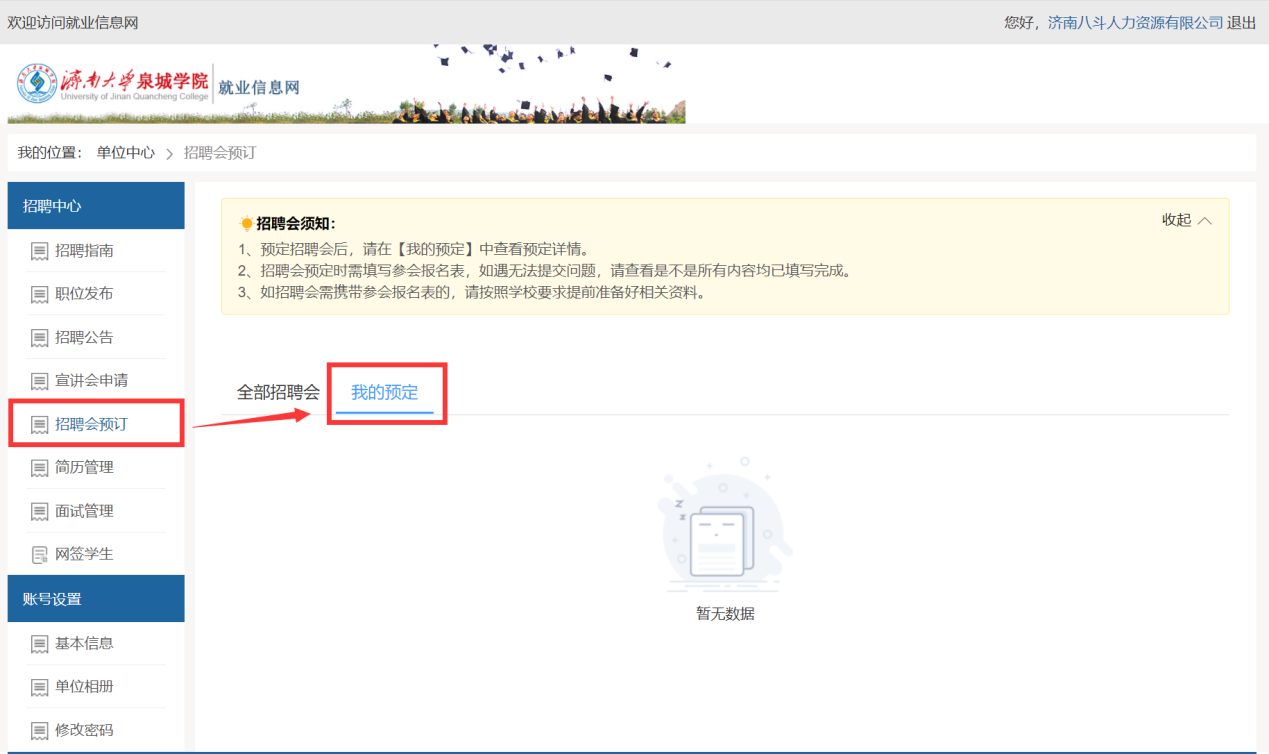 欢迎访问就业信息网
您好，济南八斗人力资源有限公司 退出
济南大学泉城学院
University of Jinan Quancheng College
就业信息网
我的位置： 单位中心 > 招聘会预订
招聘中心
招聘指南
职位发布
招聘公告
宣讲会申请
招聘会预订
简历管理
面试管理
网签学生
账号设置
基本信息
单位相册
修改密码
招聘会须知：
收起
1、预定招聘会后，请在【我的预定】中查看预定详情。
2、招聘会预定时需填写参会报名表，如遇无法提交问题，请查看是不是所有内容均已填写完成。
3、如招聘会需携带参会报名表的，请按照学校要求提前准备好相关资料。
全部招聘会 我的预定
暂无数据